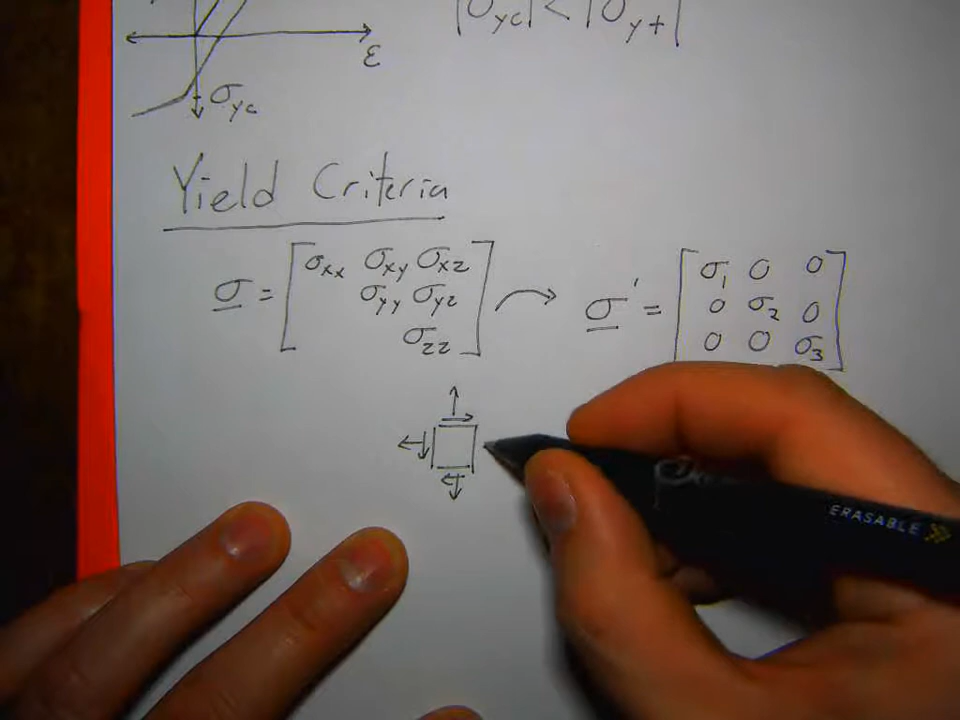 |σyc| < |σy+|
ε
σyc
Yield Criteria
σ = [σxx σxy σxz
σyy σyz
σzz]
σ' = [σ1 0 0
0 σ2 0
0 0 σ3]
ERASABLE